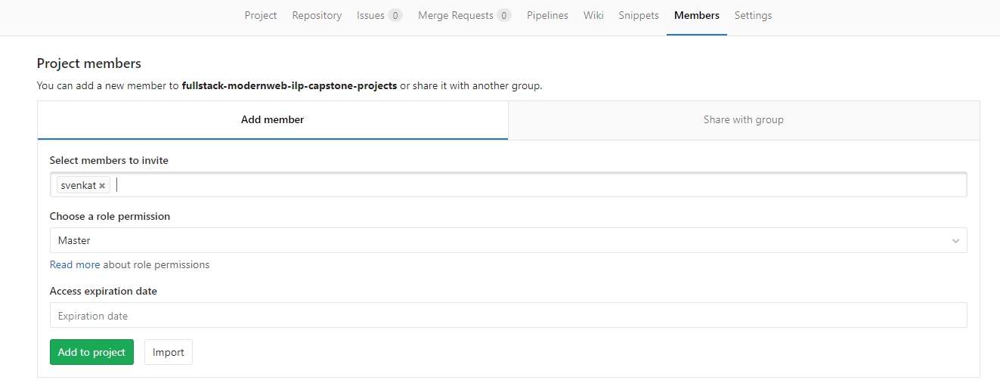 Project Repository Issues 0 Merge Requests 0 Pipelines Wiki Snippets Members Settings
Project members
You can add a new member to fullstack-modernweb-ilp-capstone-projects or share it with another group.
Add member Share with group
Select members to invite
svenkat ×
Choose a role permission
Master
Read more about role permissions
Access expiration date
Expiration date
Add to project Import